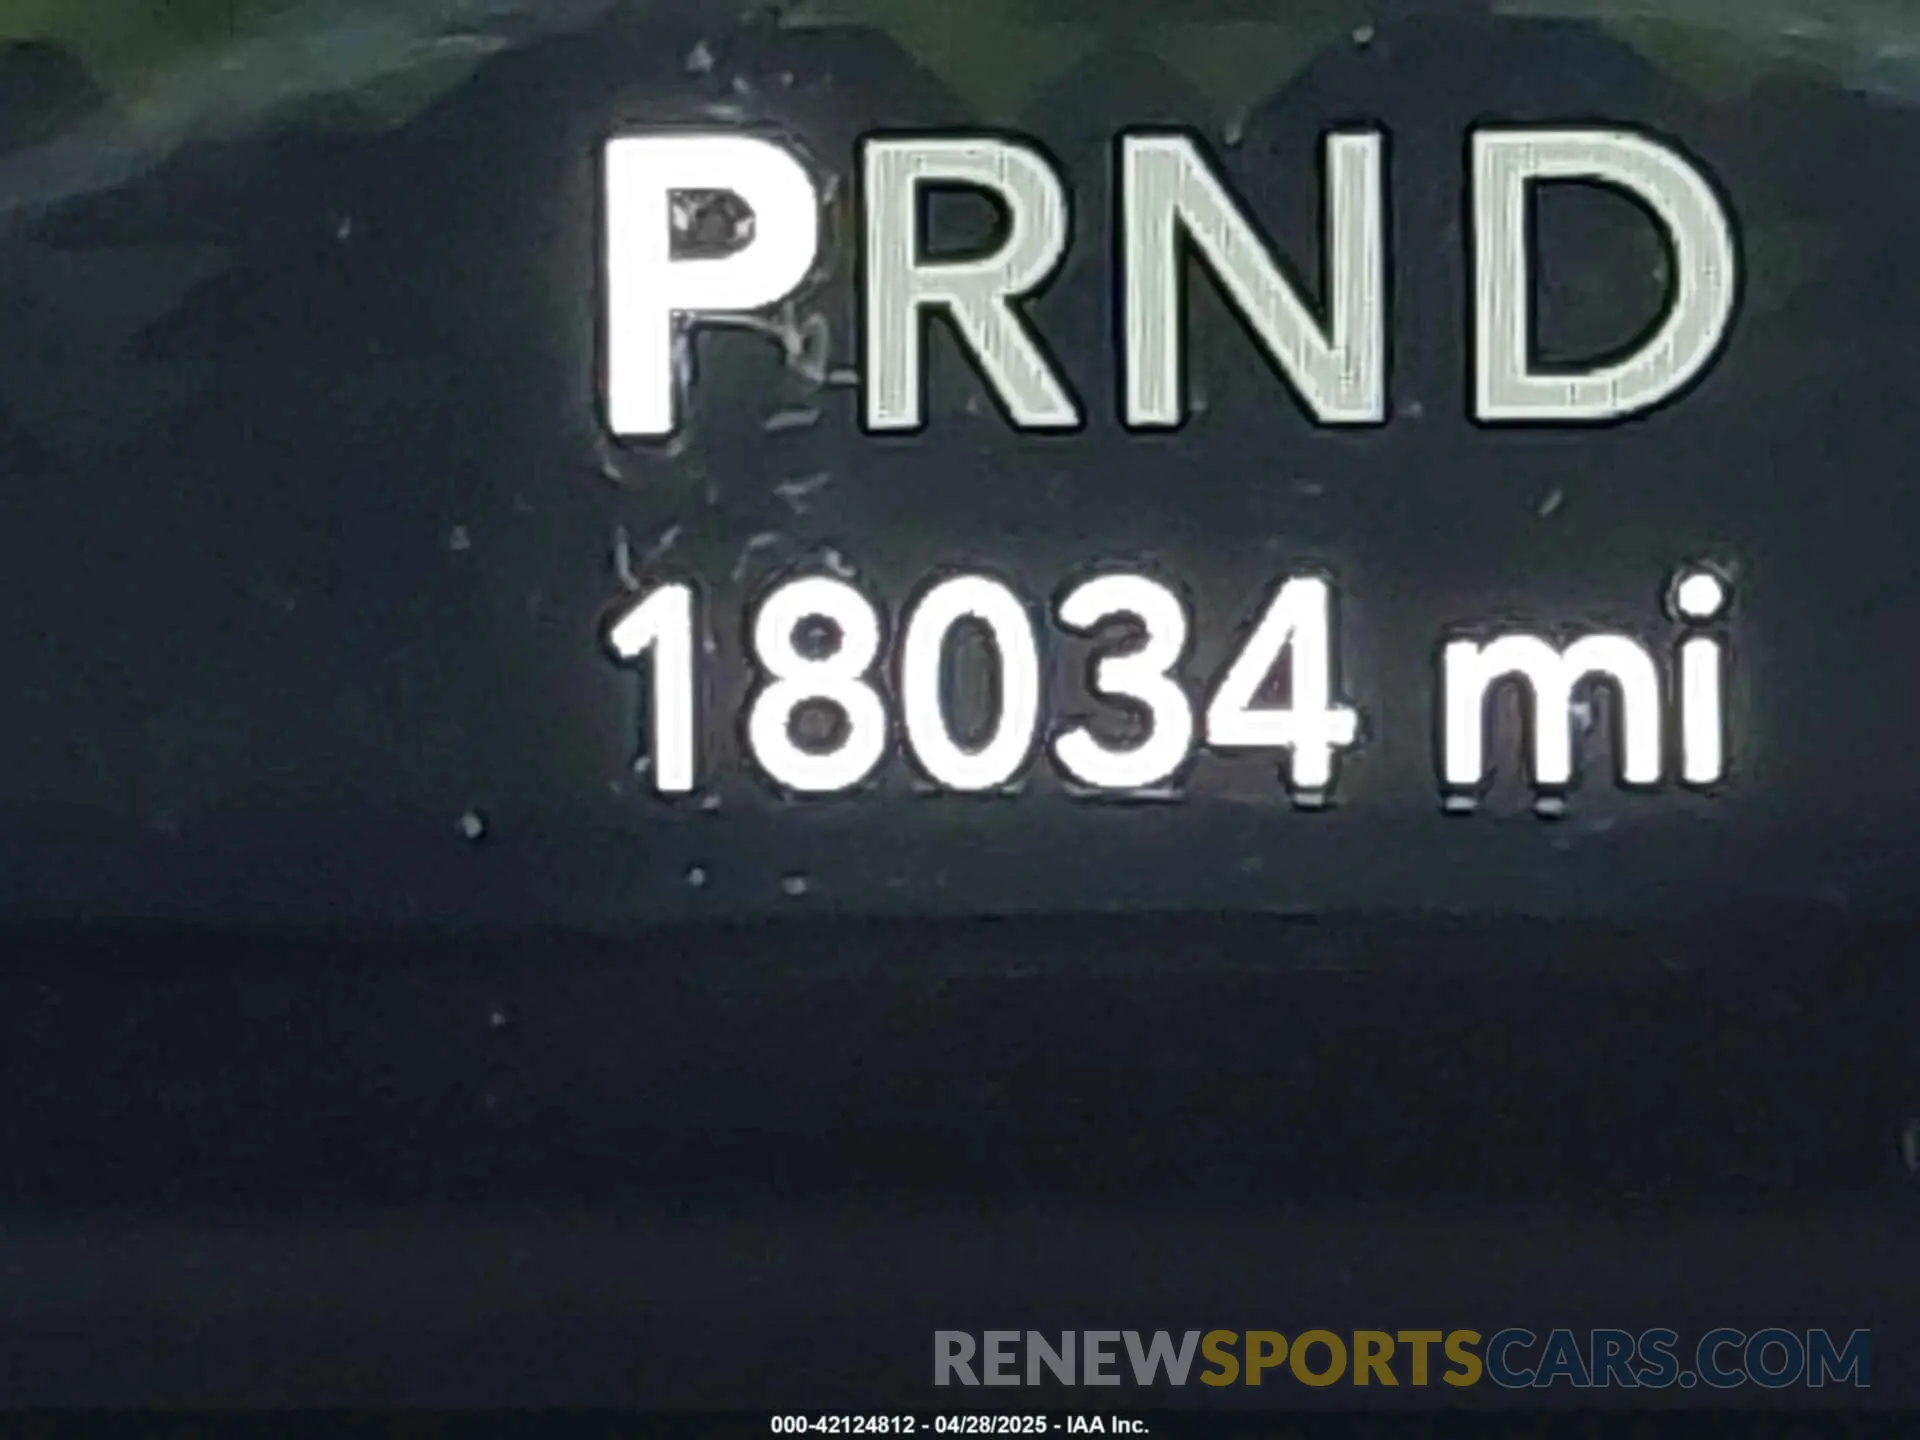 PRND
18034 mi
RENEWSPORTSCARS.COM
000-42124812 - 04/28/2025 - IAA Inc.